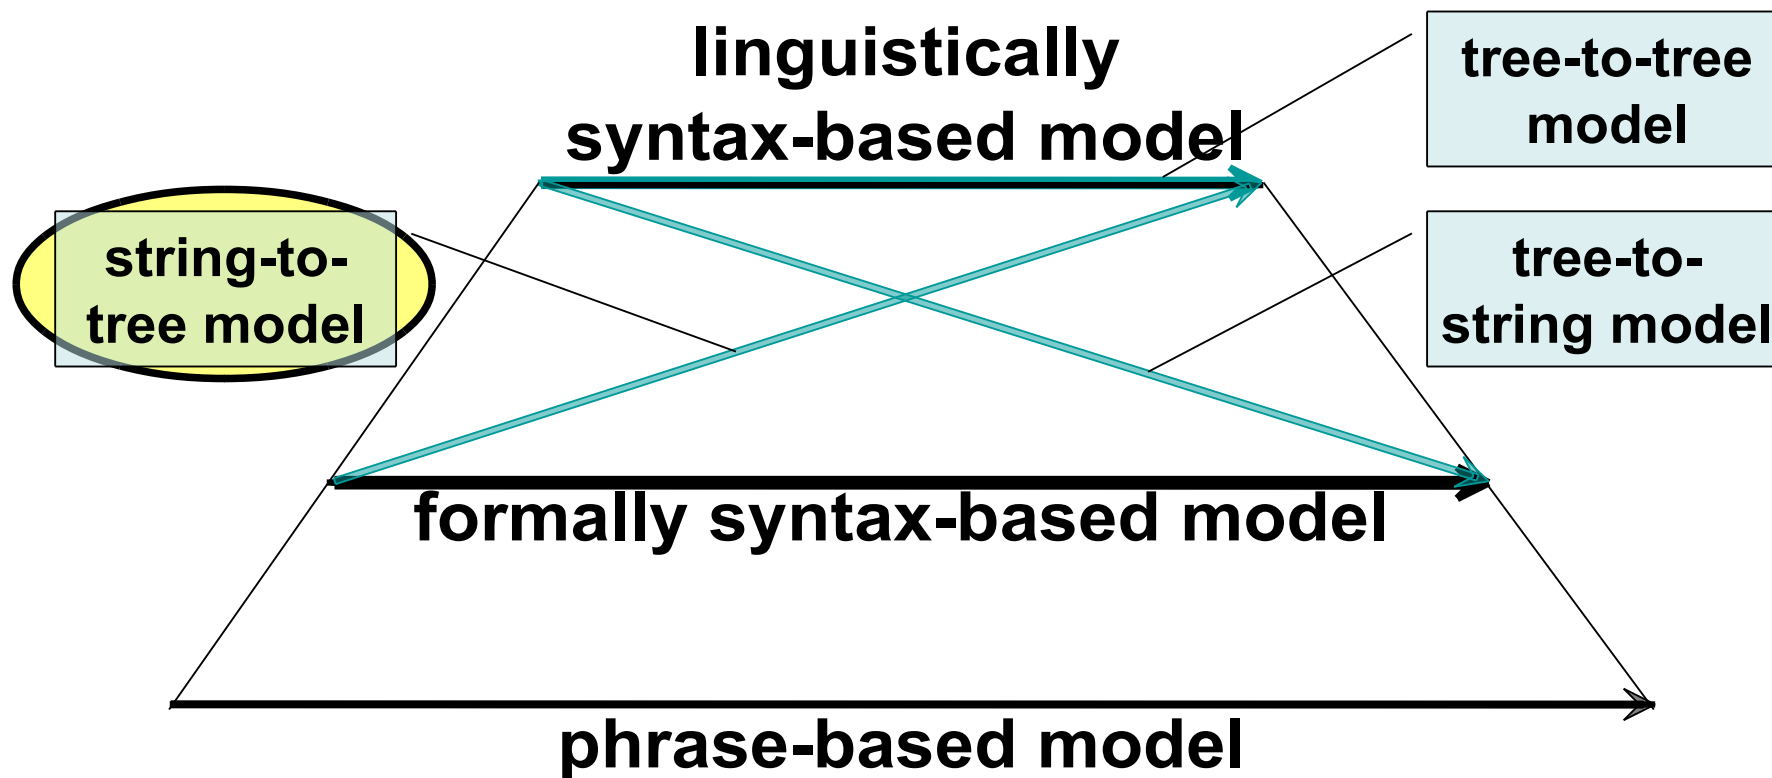 linguistically
syntax-based model
tree-to-tree
model
string-to-
tree model
tree-to-
string model
formally syntax-based model
phrase-based model